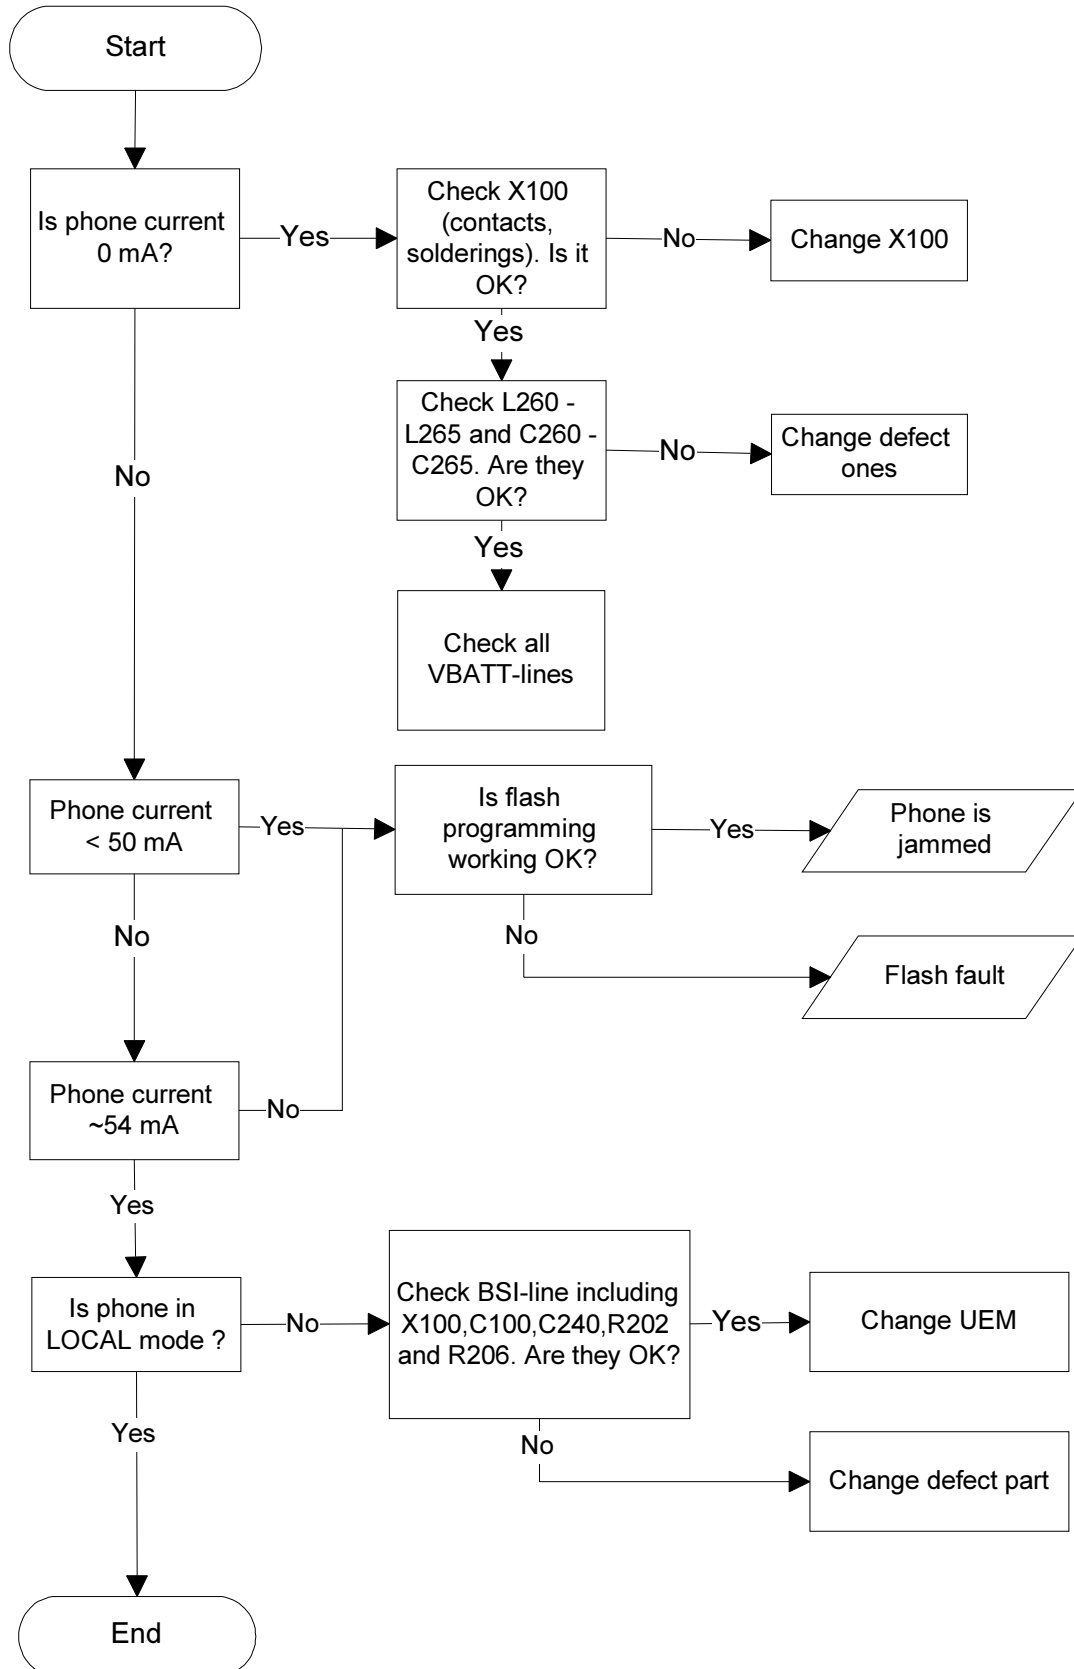 Start
Is phone current
0 mA?
Yes
Check X100
(contacts,
solderings). Is it
OK?
No
Change X100
Yes
Check L260 -
L265 and C260 -
C265. Are they
OK?
No
Change defect
ones
No
Yes
Check all
VBATT-lines
Phone current
< 50 mA
Yes
Is flash
programming
working OK?
Yes
Phone is
jammed
No
No
Flash fault
Phone current
~54 mA
No
Yes
Is phone in
LOCAL mode ?
No
Check BSI-line including
X100,C100,C240,R202
and R206. Are they OK?
Yes
Change UEM
Yes
No
Change defect part
End